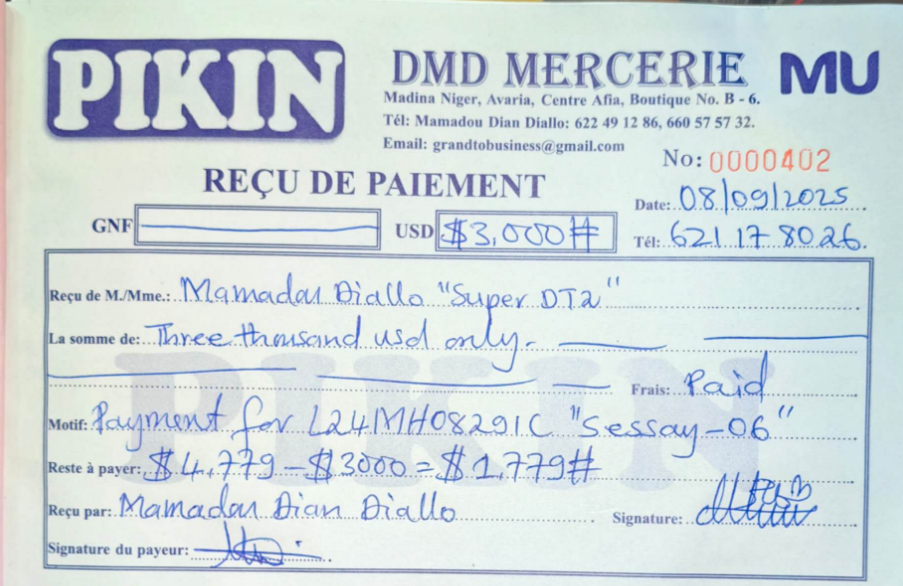 PIKIN
DMD MERCERIE
MU
Madina Niger, Avaria, Centre Afia, Boutique No. B - 6.
Tél: Mamadou Dian Diallo: 622 49 12 86, 660 57 57 32.
Email: grandtobusiness@gmail.com
No: 0000402
REÇU DE PAIEMENT
Date: 08/09/2025
GNF
USD $3,000#
Tél: 621 17 80 26.
Reçu de M./Mme.: Mamadou Diallo "Super DT2"
La somme de: Three thousand usd only.
Frais: Paid
Motif: Payment for L24MH08291C "Sessay-06"
Reste à payer: $4,779 - $3000 = $1,779#
Reçu par: Mamadou Dian Diallo
Signature:
Signature du payeur:
PIKIN